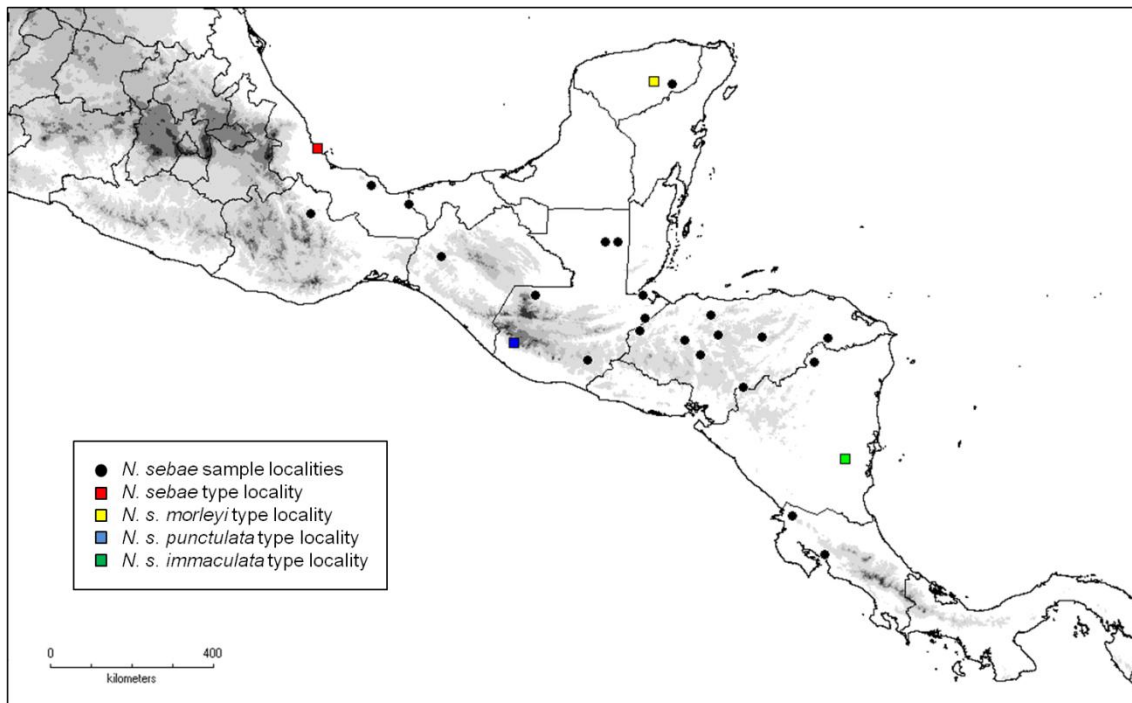 N. sebae sample localities
N. sebae type locality
N. s. morleyi type locality
N. s. punctulata type locality
N. s. immaculata type locality
0 400
kilometers